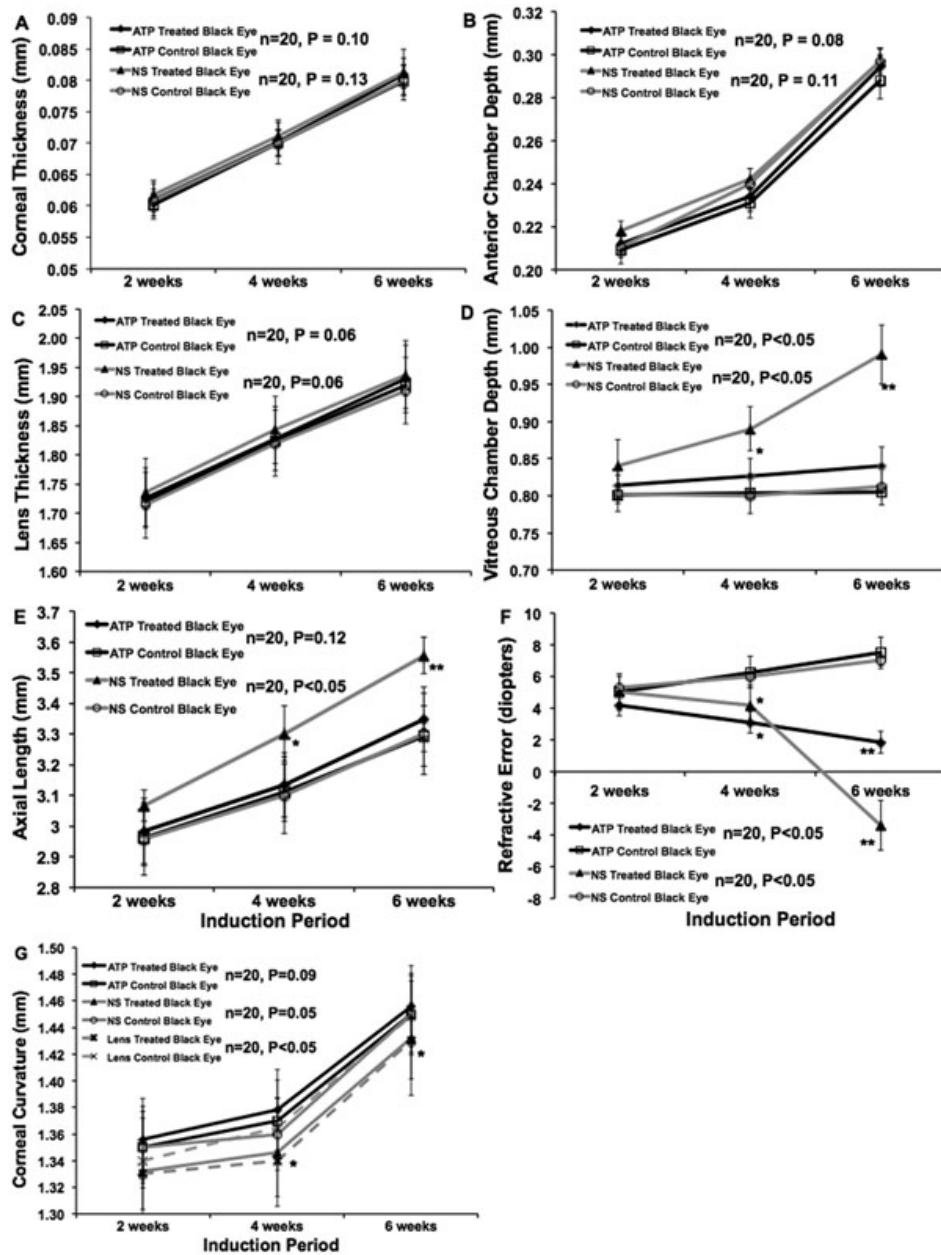 A
Corneal Thickness (mm)
0.09
0.085
0.08
0.075
0.07
0.065
0.06
0.055
0.05
ATP Treated Black Eye
ATP Control Black Eye
n=20, P = 0.10
NS Treated Black Eye
NS Control Black Eye
n=20, P = 0.13
2 weeks 4 weeks 6 weeks
B
Anterior Chamber Depth (mm)
0.32
0.30
0.28
0.26
0.24
0.22
0.20
ATP Treated Black Eye
ATP Control Black Eye
n=20, P = 0.08
NS Treated Black Eye
NS Control Black Eye
n=20, P = 0.11
2 weeks 4 weeks 6 weeks
C
Lens Thickness (mm)
2.05
2.00
1.95
1.90
1.85
1.80
1.75
1.70
1.65
1.60
ATP Treated Black Eye
ATP Control Black Eye
n=20, P = 0.06
NS Treated Black Eye
NS Control Black Eye
n=20, P=0.06
2 weeks 4 weeks 6 weeks
D
Vitreous Chamber Depth (mm)
1.05
1.00
0.95
0.90
0.85
0.80
0.75
0.70
ATP Treated Black Eye
ATP Control Black Eye
n=20, P<0.05
NS Treated Black Eye
NS Control Black Eye
n=20, P<0.05
*
**
2 weeks 4 weeks 6 weeks
E
Axial Length (mm)
3.7
3.6
3.5
3.4
3.3
3.2
3.1
3
2.9
2.8
ATP Treated Black Eye
ATP Control Black Eye
n=20, P=0.12
NS Treated Black Eye
NS Control Black Eye
n=20, P<0.05
*
**
2 weeks 4 weeks 6 weeks
Induction Period
F
Refractive Error (diopters)
10
8
6
4
2
0
-2
-4
-6
-8
*
*
**
**
2 weeks 4 weeks 6 weeks
ATP Treated Black Eye
ATP Control Black Eye
n=20, P<0.05
NS Treated Black Eye
NS Control Black Eye
n=20, P<0.05
Induction Period
G
Corneal Curvature (mm)
1.50
1.48
1.46
1.44
1.42
1.40
1.38
1.36
1.34
1.32
1.30
ATP Treated Black Eye
ATP Control Black Eye
n=20, P=0.09
NS Treated Black Eye
NS Control Black Eye
n=20, P=0.05
Lens Treated Black Eye
Lens Control Black Eye
n=20, P<0.05
*
*
2 weeks 4 weeks 6 weeks
Induction Period